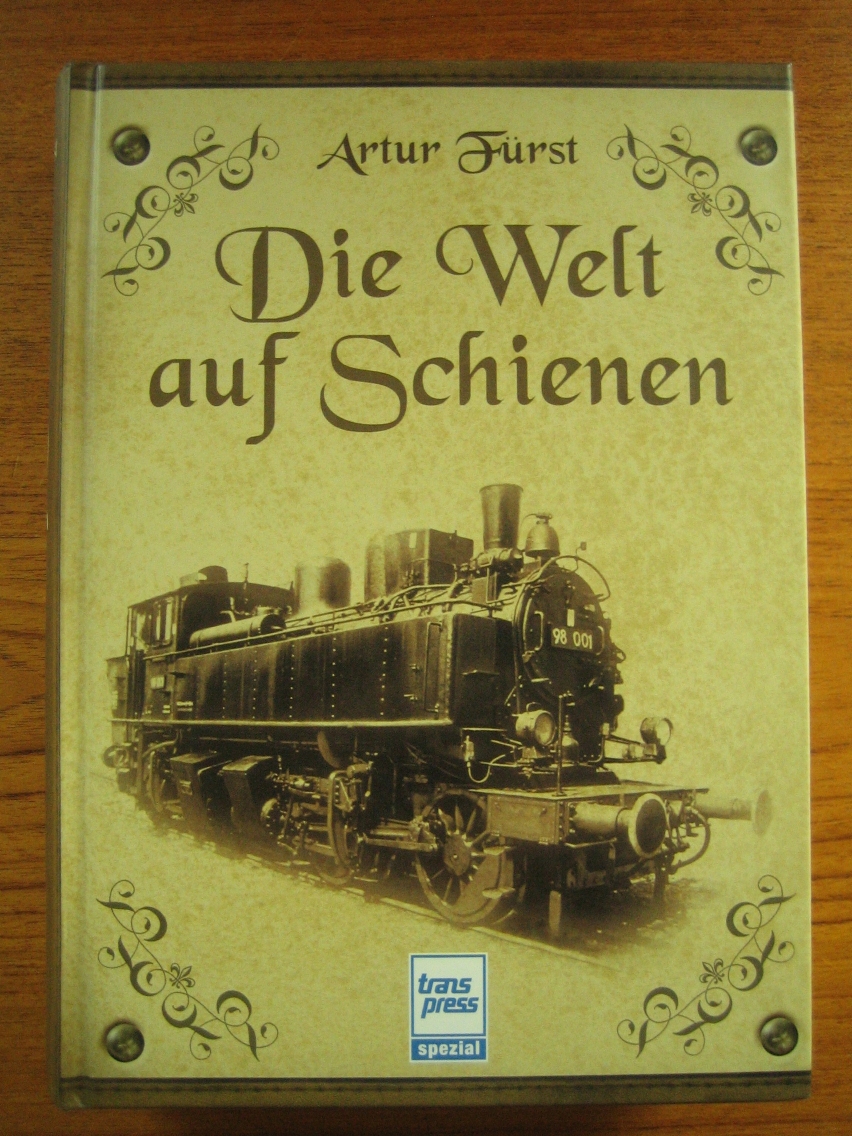 Artur Fürst
Die Welt
auf Schienen
98 001
trans
press
spezial